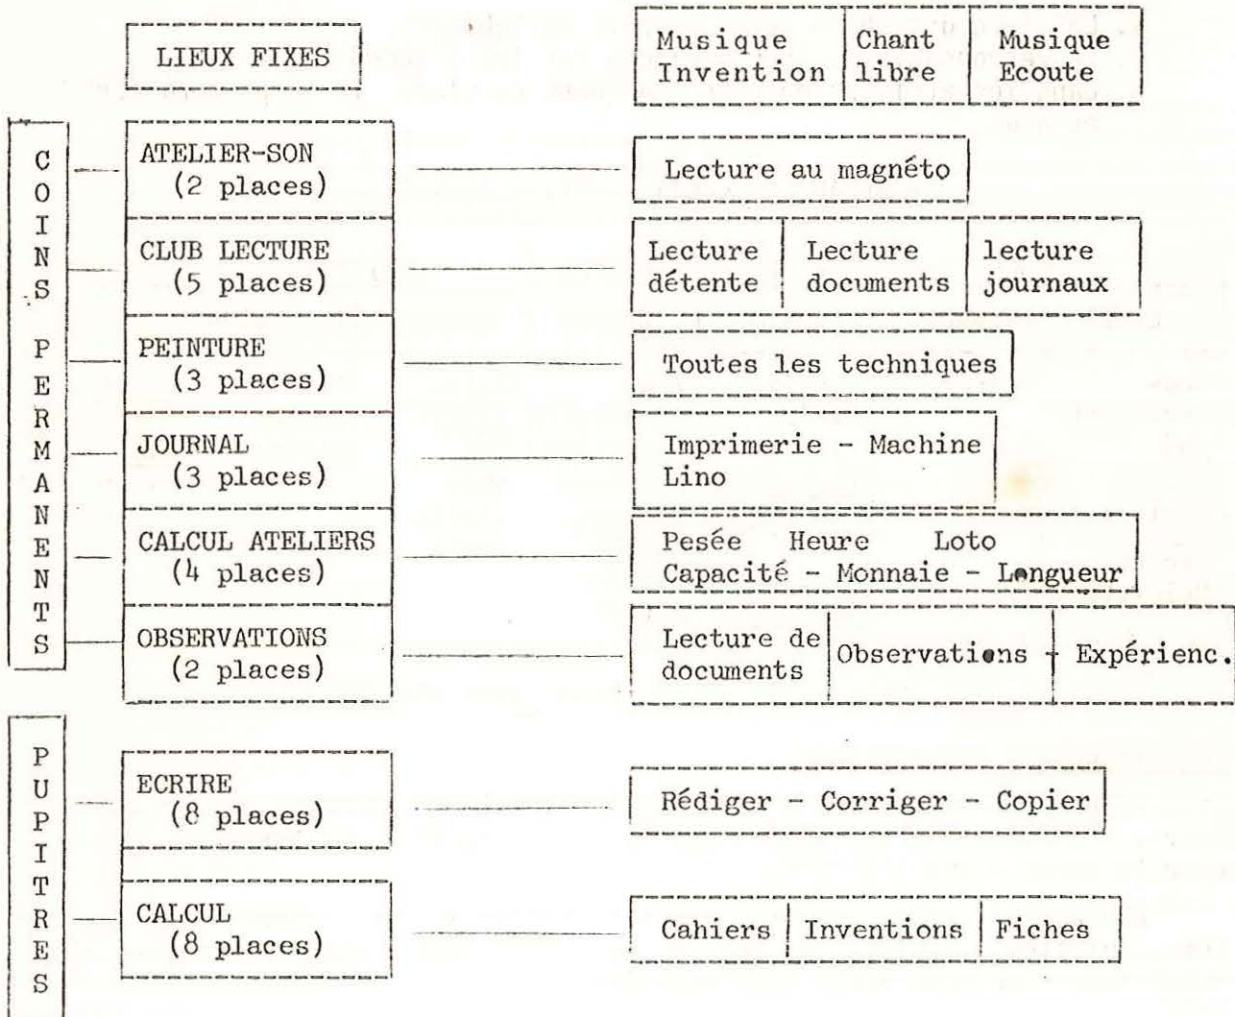 LIEUX FIXES
Musique Invention
Chant libre
Musique Ecoute
COINS PERMANENTS
ATELIER-SON
(2 places)
Lecture au magnéto
CLUB LECTURE
(5 places)
Lecture détente
Lecture documents
lecture journaux
PEINTURE
(3 places)
Toutes les techniques
JOURNAL
(3 places)
Imprimerie - Machine
Lino
CALCUL ATELIERS
(4 places)
Pesée Heure Loto
Capacité - Monnaie - Longueur
OBSERVATIONS
(2 places)
Lecture de documents
Observations - Expérienc.
PUPITRES
ECRIRE
(8 places)
Rédiger - Corriger - Copier
CALCUL
(8 places)
Cahiers
Inventions
Fiches